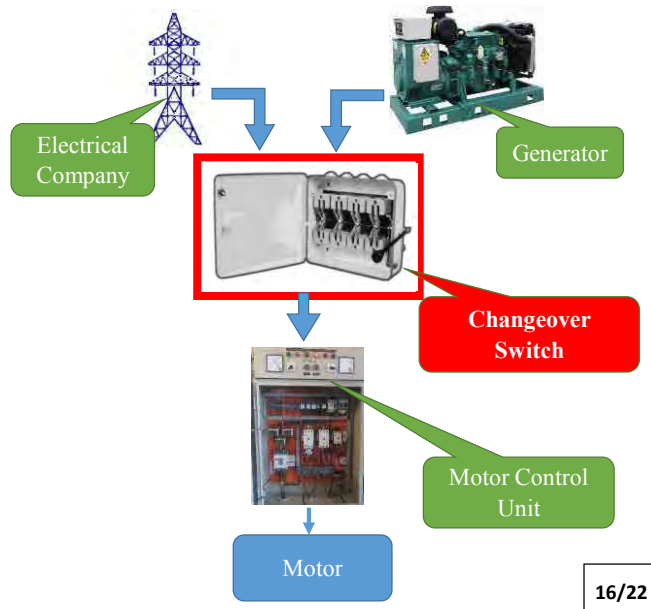 Electrical
Company
Generator
Changeover
Switch
Motor Control
Unit
Motor
16/22